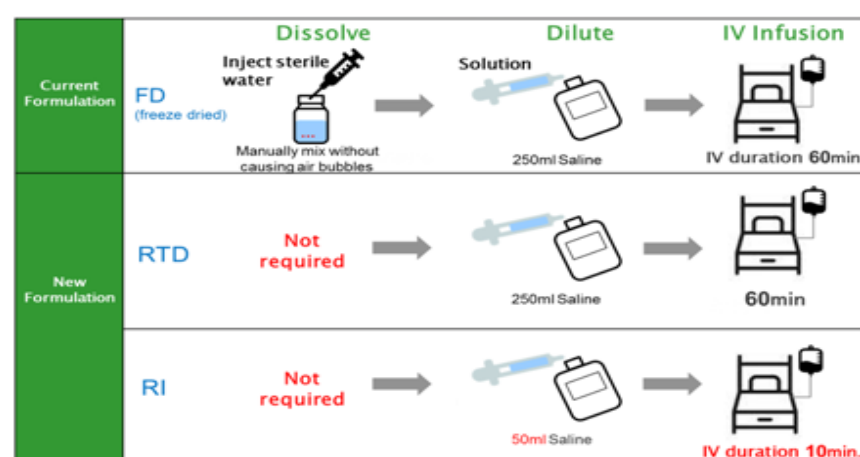 Dissolve
Dilute
IV Infusion
Current
Formulation
FD
(freeze dried)
Inject sterile
water
Manually mix without
causing air bubbles
Solution
250ml Saline
IV duration 60min
New
Formulation
RTD
Not
required
250ml Saline
60min
RI
Not
required
50ml Saline
IV duration 10min.